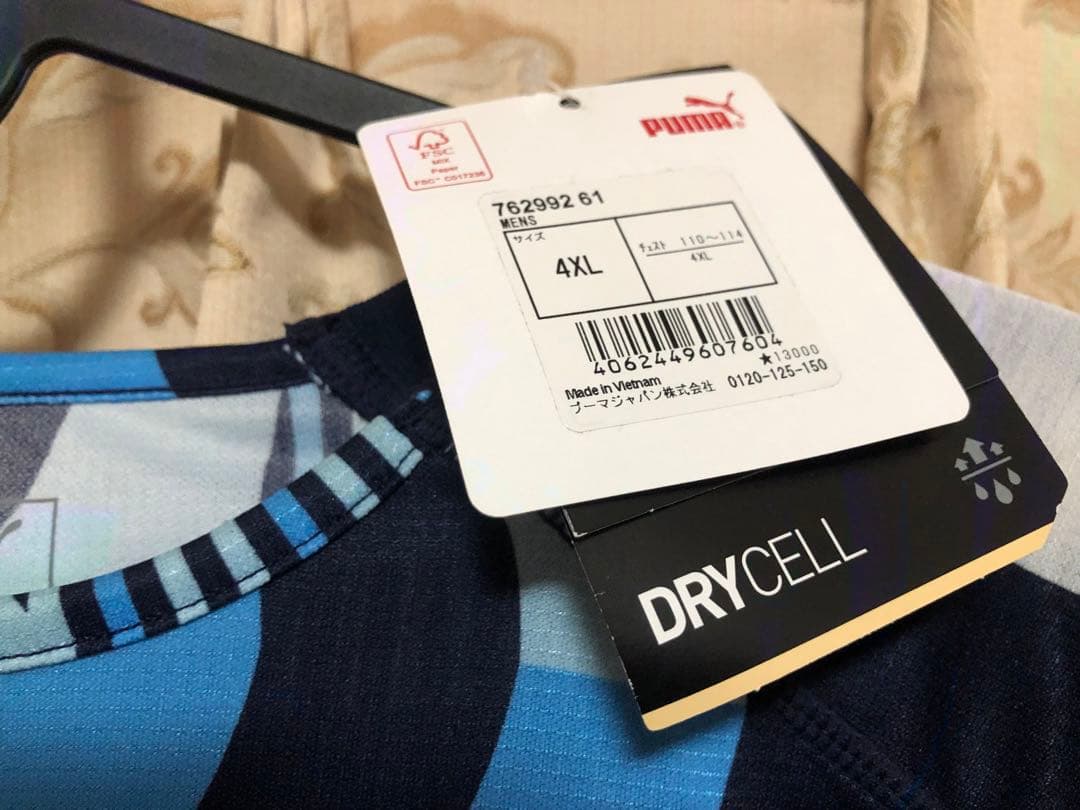 FSC
MIX
Paper
FSC™ C017236
PUMA®
762992 61
MENS
サイズ
4XL
チェスト 110～114
4XL
4062449607604
★13000
Made in Vietnam
プーマジャパン株式会社 0120-125-150
DRYCELL